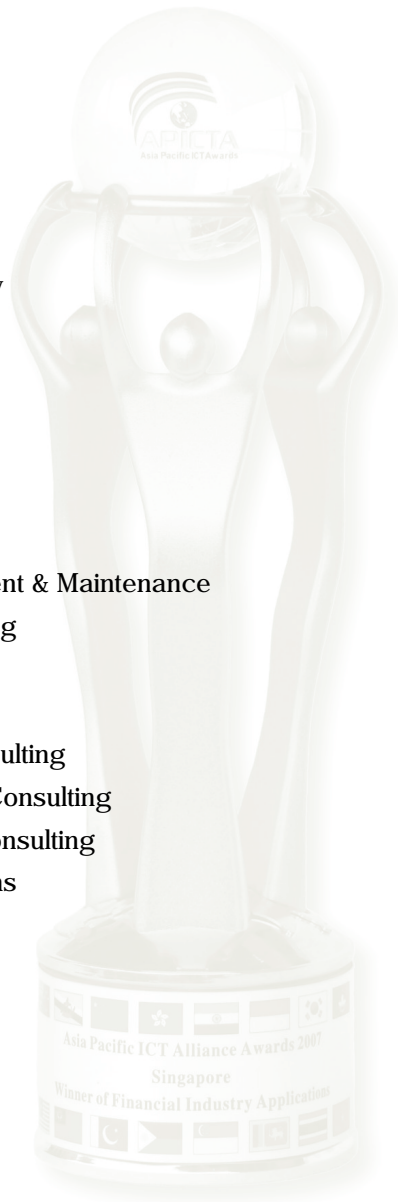 APICTA
Asia Pacific ICT Awards
y
nt & Maintenance
g
ulting
Consulting
onsulting
ns
Asia Pacific ICT Alliance Awards 2007
Singapore
Winner of Financial Industry Applications